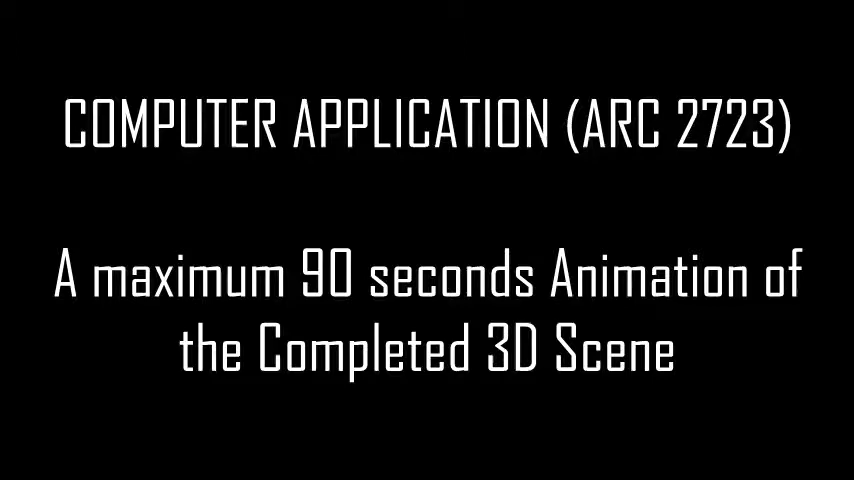 COMPUTER APPLICATION (ARC 2723)
A maximum 90 seconds Animation of
the Completed 3D Scene